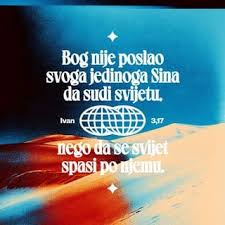 Bog nije poslao
svoga jedinoga Sina
da sudi svijetu,
Ivan 3,17
nego da se svijet
spasi po njemu.